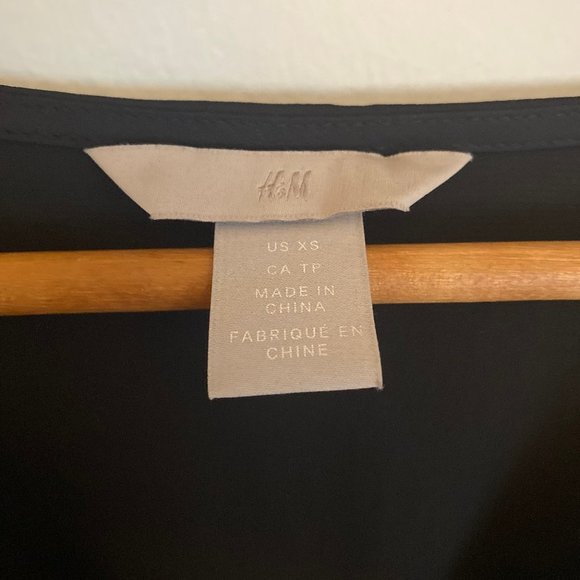 H&M
US XS
CA TP
MADE IN
CHINA
FABRIQUÉ EN
CHINE